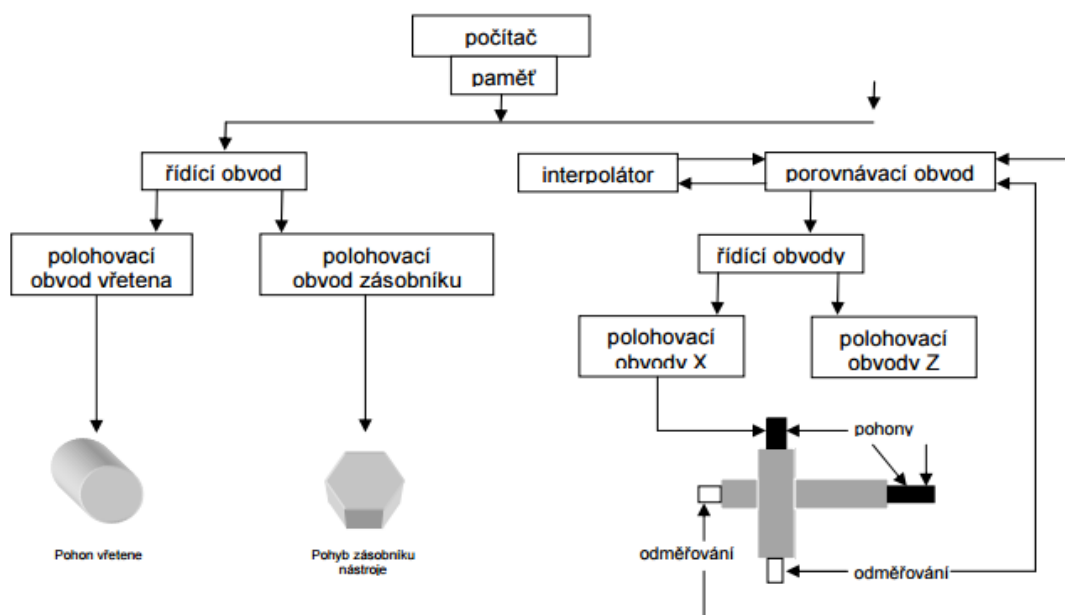 počítač
paměť
řídící obvod
interpolátor
porovnávací obvod
polohovací
obvod vřetena
polohovací
obvod zásobníku
řídící obvody
polohovací
obvody X
polohovací
obvody Z
pohony
odměřování
odměřování
Pohon vřetene
Pohyb zásobníku
nástroje